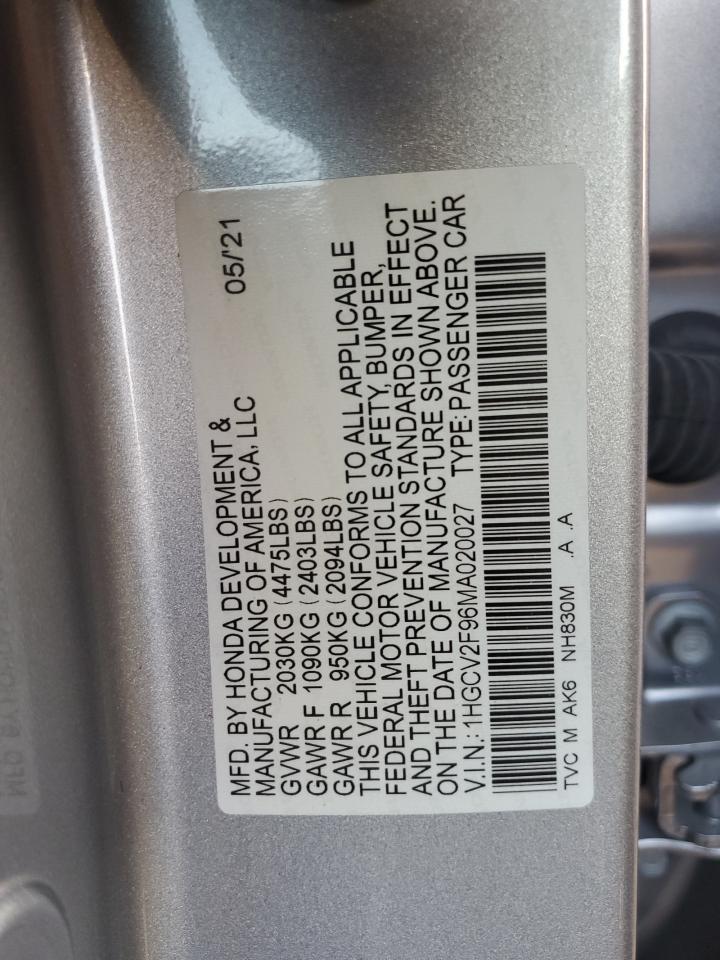 MFD. BY HONDA DEVELOPMENT & 05/'21
MANUFACTURING OF AMERICA, LLC
GVWR 2030KG (4475LBS)
GAWR F 1090KG (2403LBS)
GAWR R 950KG (2094LBS)
THIS VEHICLE CONFORMS TO ALL APPLICABLE
FEDERAL MOTOR VEHICLE SAFETY, BUMPER,
AND THEFT PREVENTION STANDARDS IN EFFECT
ON THE DATE OF MANUFACTURE SHOWN ABOVE.
V.I.N.: 1HGCV2F96MA020027 TYPE: PASSENGER CAR
TVC M AK6 NH830M .A .A